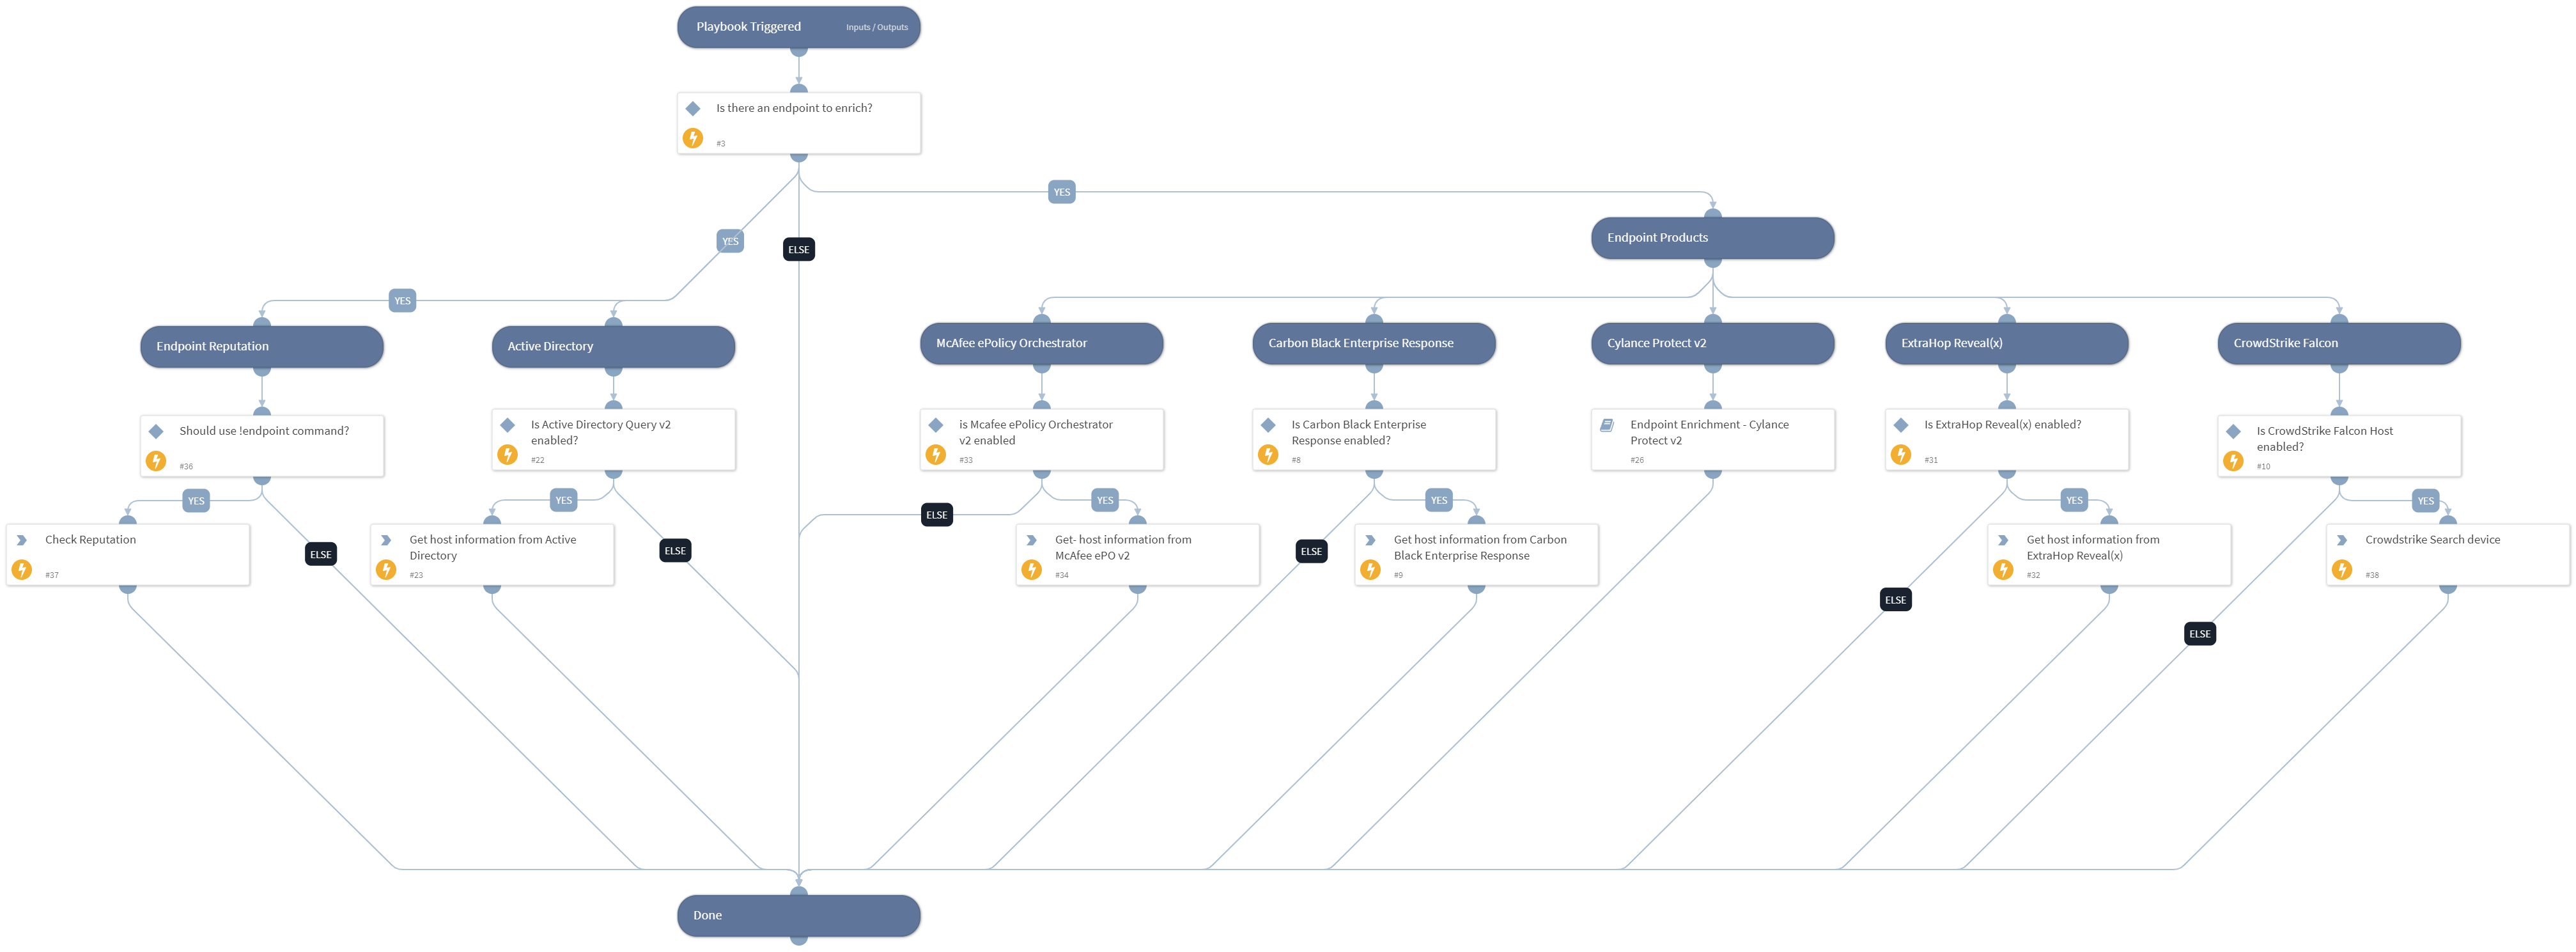 Playbook Triggered
Inputs / Outputs
Is there an endpoint to enrich?
#3
YES
YES
ELSE
Endpoint Products
YES
Endpoint Reputation
Active Directory
McAfee ePolicy Orchestrator
Carbon Black Enterprise Response
Cylance Protect v2
ExtraHop Reveal(x)
CrowdStrike Falcon
Should use !endpoint command?
#36
Is Active Directory Query v2
enabled?
#22
is Mcafee ePolicy Orchestrator
v2 enabled
#33
Is Carbon Black Enterprise
Response enabled?
#8
Endpoint Enrichment - Cylance
Protect v2
#26
Is ExtraHop Reveal(x) enabled?
#31
Is CrowdStrike Falcon Host
enabled?
#10
YES
YES
ELSE
YES
YES
YES
YES
Check Reputation
#37
ELSE
Get host information from Active
Directory
#23
ELSE
Get- host information from
McAfee ePO v2
#34
ELSE
Get host information from Carbon
Black Enterprise Response
#9
ELSE
Get host information from
ExtraHop Reveal(x)
#32
ELSE
Crowdstrike Search device
#38
Done